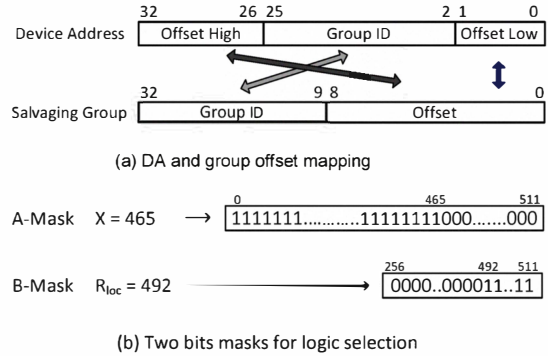 32 26 25 2 1 0
Device Address Offset High Group ID Offset Low
32 9 8 0
Salvaging Group Group ID Offset
(a) DA and group offset mapping
0 465 511
A-Mask X = 465 1111111...........11111111000.......000
256 492 511
B-Mask Rloc = 492 0000..000011..11
(b) Two bits masks for logic selection